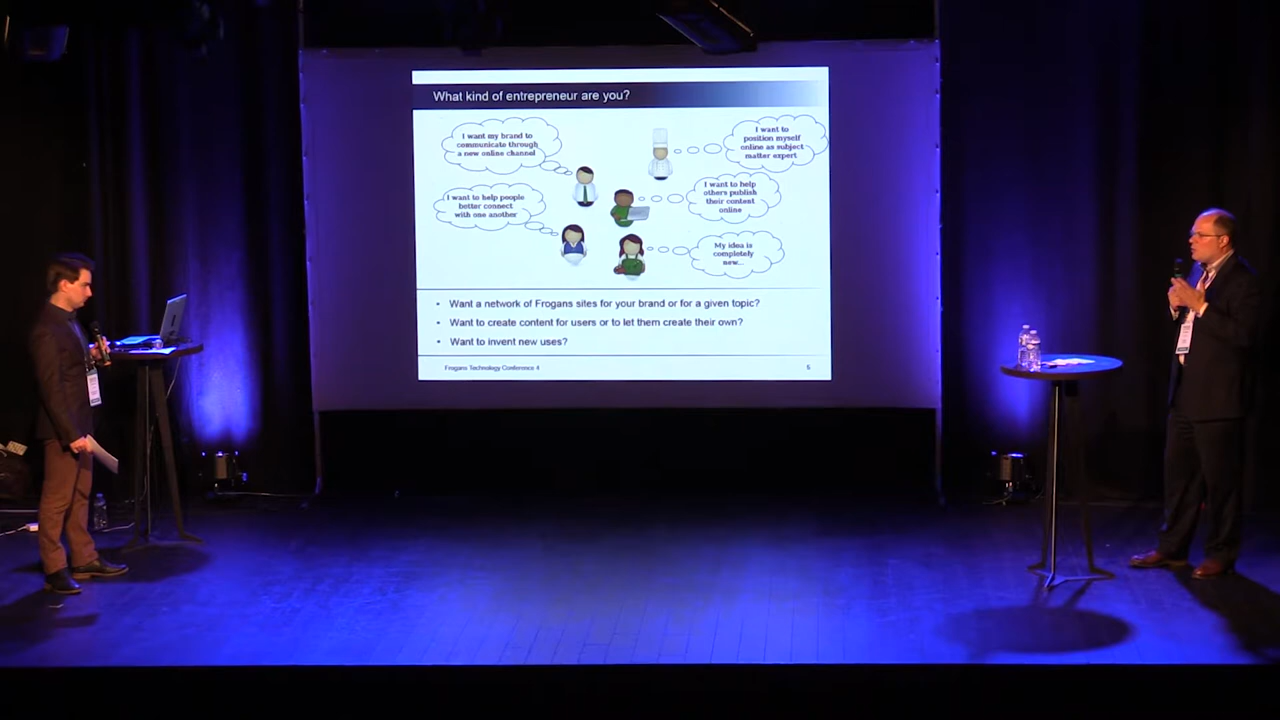 What kind of entrepreneur are you?
I want my brand to
communicate through
a new online channel
I want to
position myself
online as subject
matter expert
I want to help people
better connect
with one another
I want to help
others publish
their content
online
My idea is
completely
new...
• Want a network of Frogans sites for your brand or for a given topic?
• Want to create content for users or to let them create their own?
• Want to invent new uses?
Frogans Technology Conference 4
5